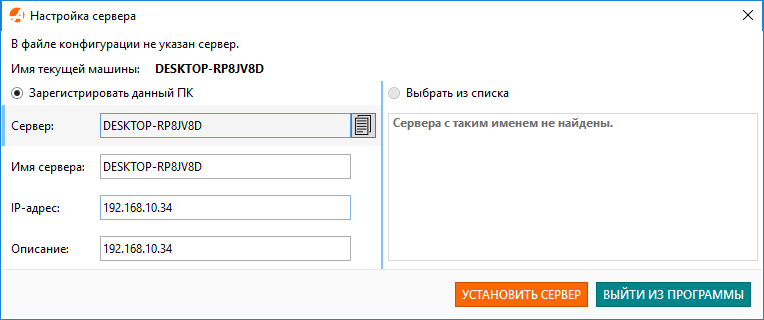 Настройка сервера
В файле конфигурации не указан сервер.
Имя текущей машины: DESKTOP-RP8JV8D
Зарегистрировать данный ПК
Выбрать из списка
Сервер: DESKTOP-RP8JV8D
Сервера с таким именем не найдены.
Имя сервера: DESKTOP-RP8JV8D
IP-адрес: 192.168.10.34
Описание: 192.168.10.34
УСТАНОВИТЬ СЕРВЕР
ВЫЙТИ ИЗ ПРОГРАММЫ